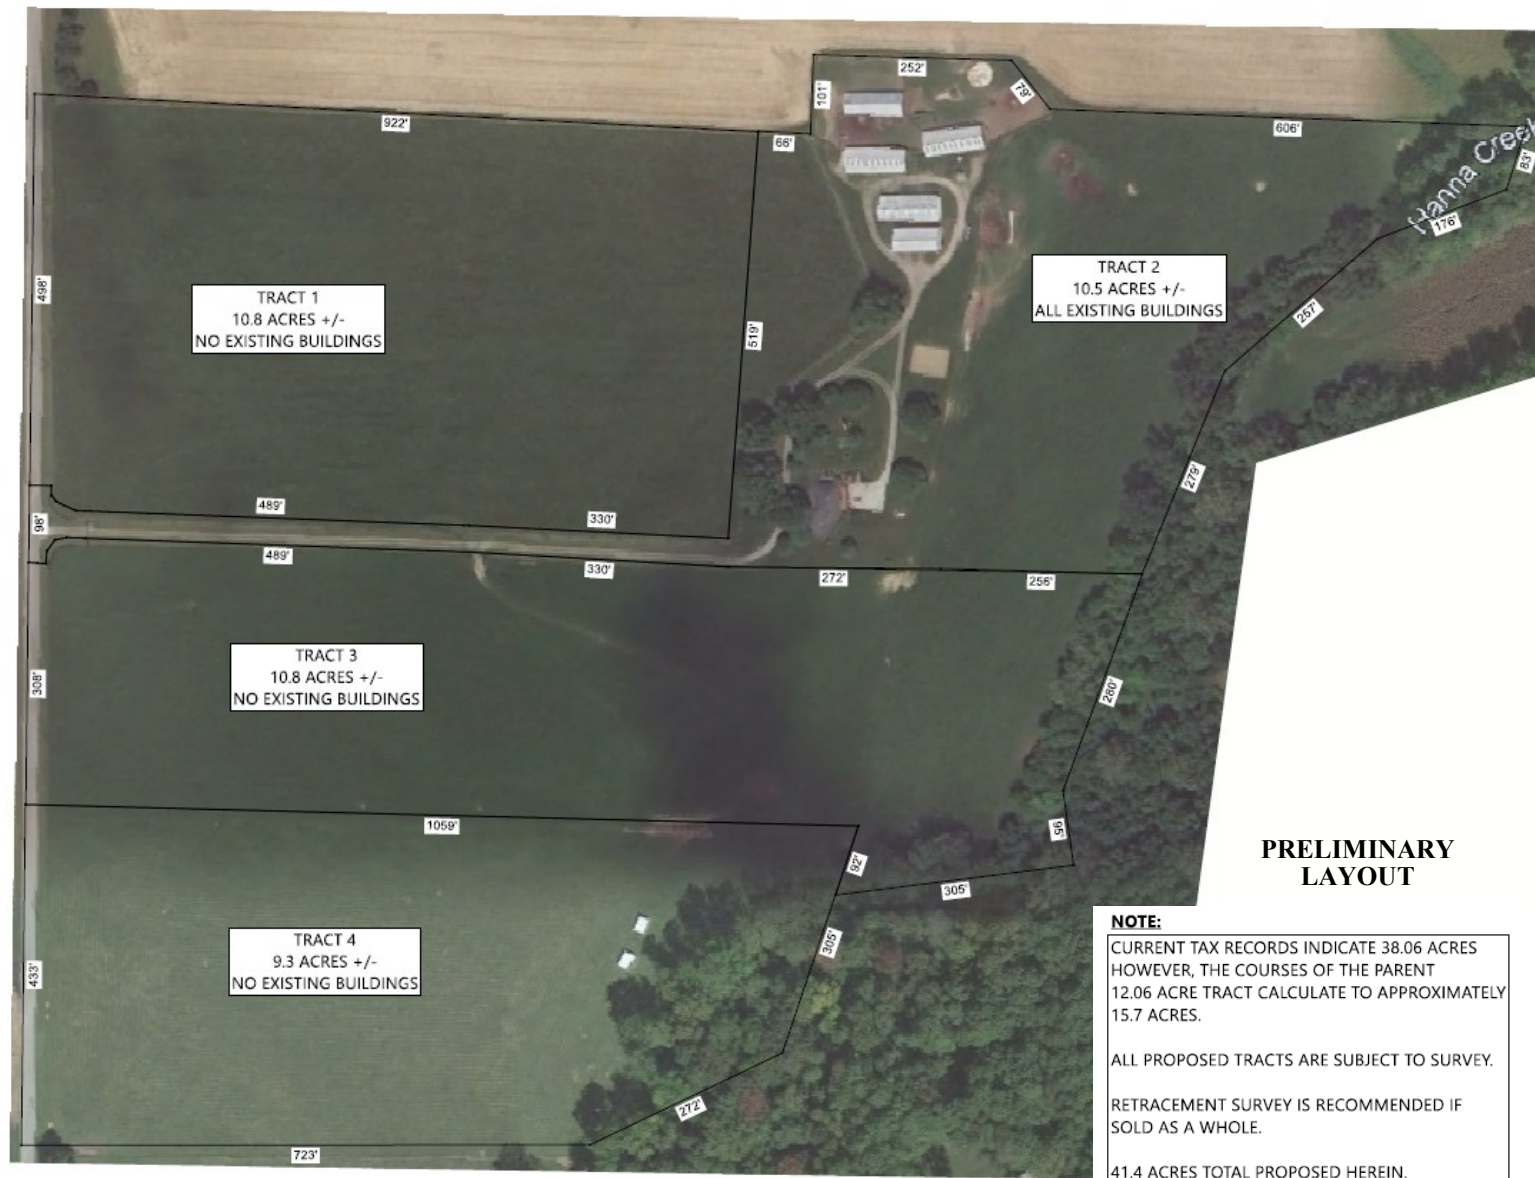 252'
101'
79'
922'
66'
606'
Hanna Creek
83'
176'
498'
TRACT 1
10.8 ACRES +/-
NO EXISTING BUILDINGS
519'
TRACT 2
10.5 ACRES +/-
ALL EXISTING BUILDINGS
257'
279'
489'
330'
98'
489'
330'
272'
256'
308'
TRACT 3
10.8 ACRES +/-
NO EXISTING BUILDINGS
280'
1059'
95'
92'
305'
305'
433'
TRACT 4
9.3 ACRES +/-
NO EXISTING BUILDINGS
272'
723'
PRELIMINARY
LAYOUT
NOTE:
CURRENT TAX RECORDS INDICATE 38.06 ACRES
HOWEVER, THE COURSES OF THE PARENT
12.06 ACRE TRACT CALCULATE TO APPROXIMATELY
15.7 ACRES.
ALL PROPOSED TRACTS ARE SUBJECT TO SURVEY.
RETRACEMENT SURVEY IS RECOMMENDED IF
SOLD AS A WHOLE.
41.4 ACRES TOTAL PROPOSED HEREIN.